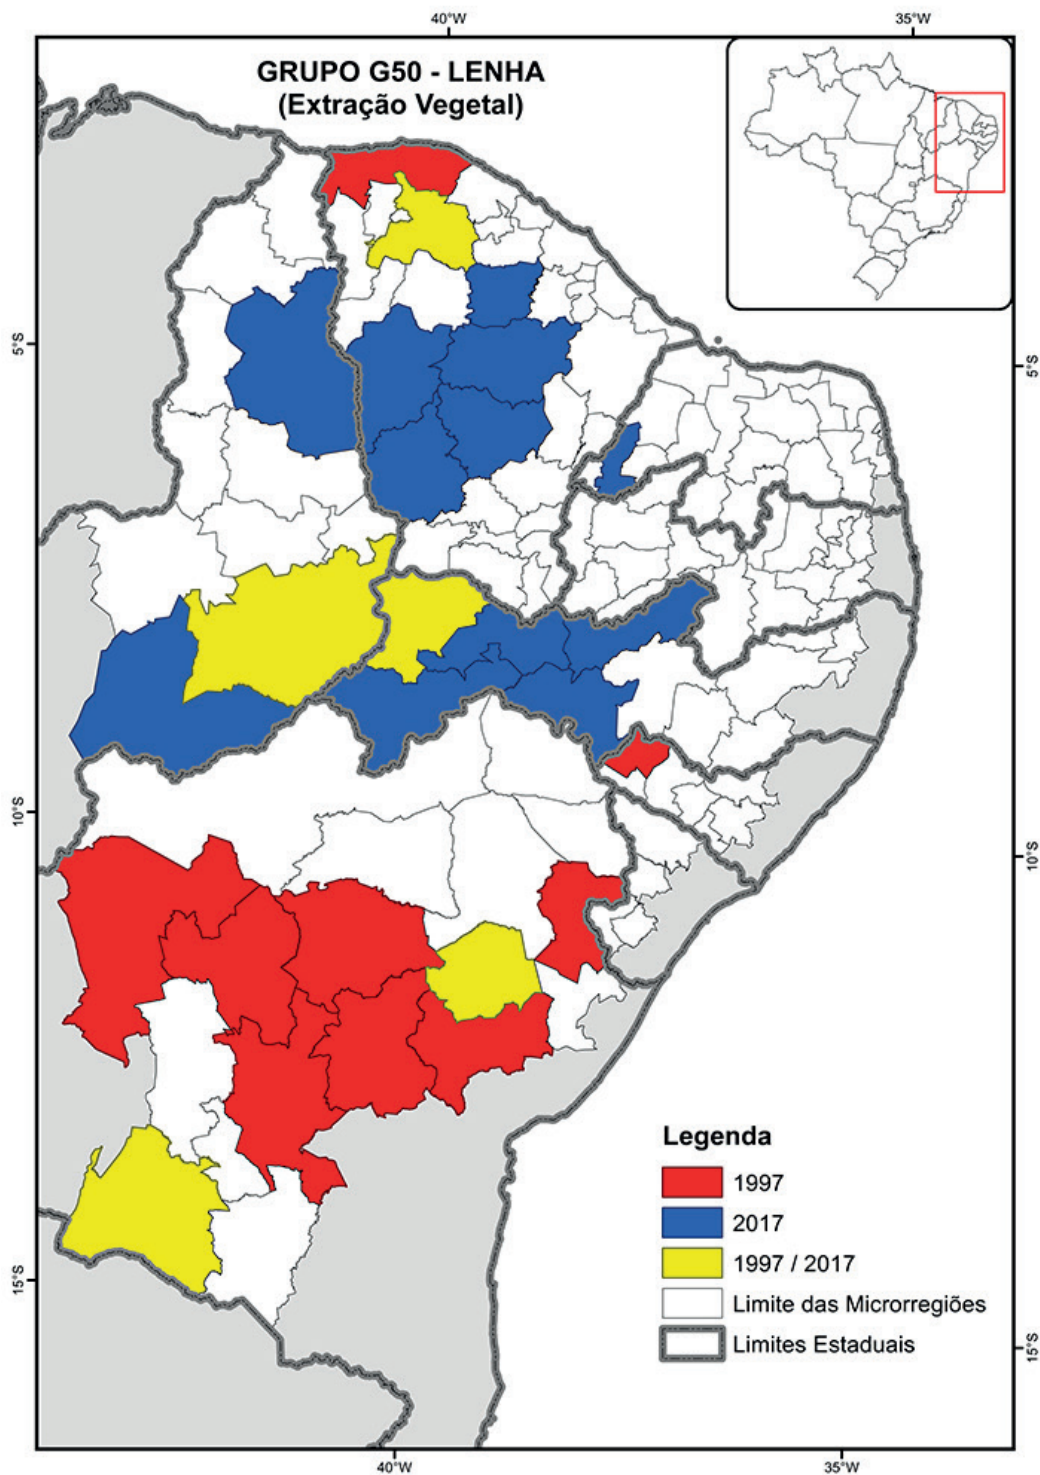 40°W
35°W
GRUPO G50 - LENHA
(Extração Vegetal)
5°S
5°S
10°S
10°S
Legenda
1997
2017
1997 / 2017
Limite das Microrregiões
Limites Estaduais
15°S
15°S
40°W
35°W